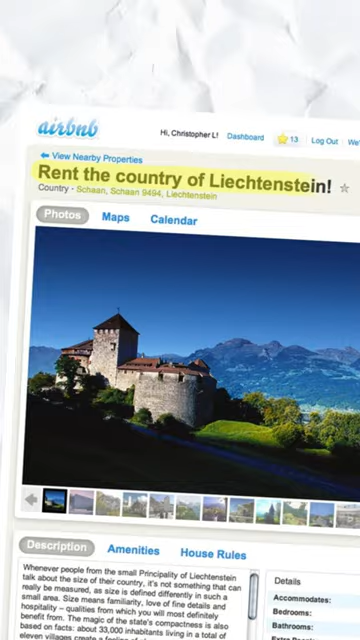 airbnb
Hi, Christopher L! Dashboard 13 Log Out
View Nearby Properties
Rent the country of Liechtenstein!
Country - Schaan, Schaan 9494, Liechtenstein
Photos Maps Calendar
Description Amenities House Rules
Whenever people from the small Principality of Liechtenstein
talk about the size of their country, it's not something that can
really be measured, as size is defined differently in such a
small area. Size means familiarity, love of fine details and
hospitality – qualities from which you will most definitely
benefit from. The magic of the state's compactness is also
based on facts: about 33,000 inhabitants living in a total of
eleven villages create a feeling of
Details
Accommodates:
Bedrooms:
Bathrooms: